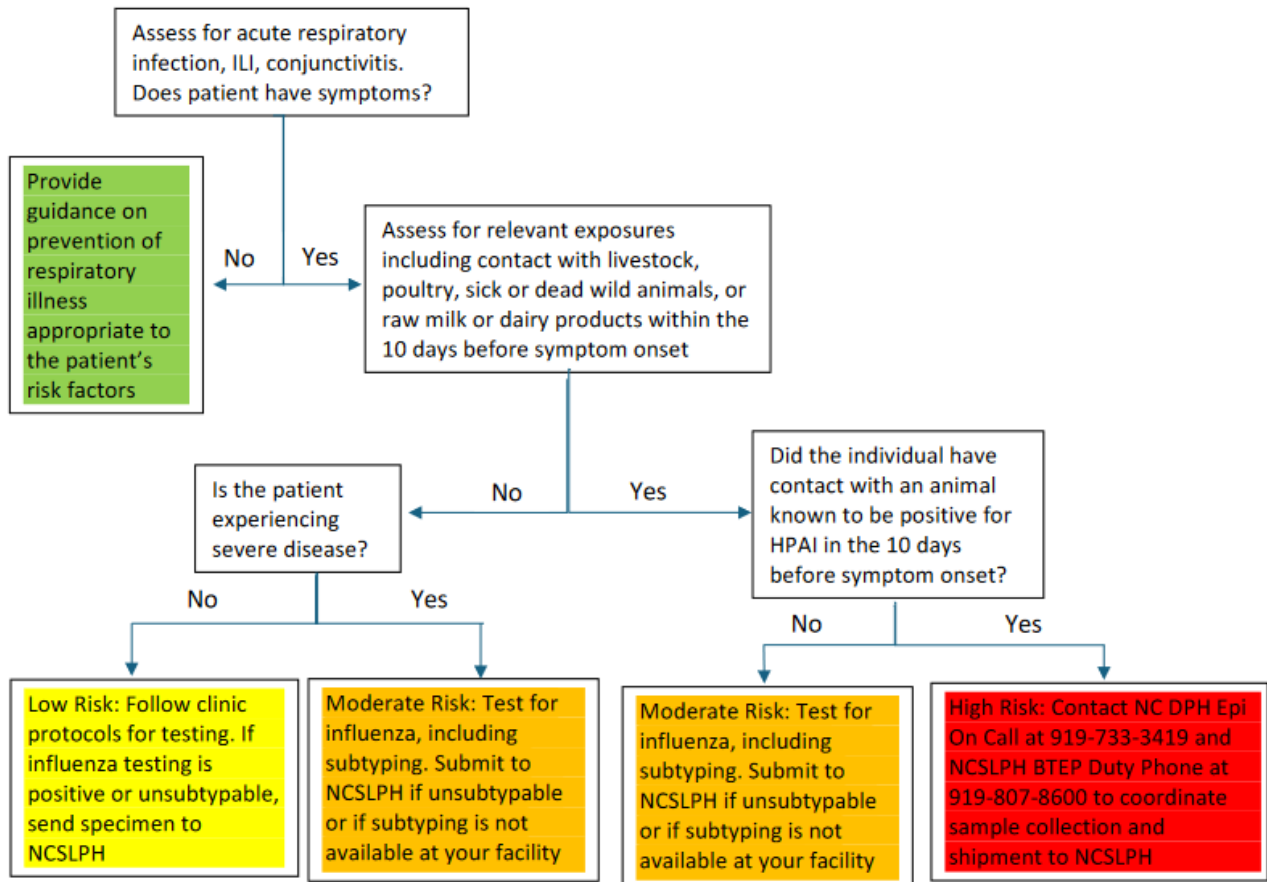 Assess for acute respiratory
infection, ILI, conjunctivitis.
Does patient have symptoms?
Provide
guidance on
prevention of
respiratory
illness
appropriate to
the patient's
risk factors
No
Yes
Assess for relevant exposures
including contact with livestock,
poultry, sick or dead wild animals, or
raw milk or dairy products within the
10 days before symptom onset
Is the patient
experiencing
severe disease?
No
Yes
Did the individual have
contact with an animal
known to be positive for
HPAI in the 10 days
before symptom onset?
No
Yes
No
Yes
Low Risk: Follow clinic
protocols for testing. If
influenza testing is
positive or unsubtypable,
send specimen to
NCSLPH
Moderate Risk: Test for
influenza, including
subtyping. Submit to
NCSLPH if unsubtypable
or if subtyping is not
available at your facility
Moderate Risk: Test for
influenza, including
subtyping. Submit to
NCSLPH if unsubtypable
or if subtyping is not
available at your facility
High Risk: Contact NC DPH Epi
On Call at 919-733-3419 and
NCSLPH BTEP Duty Phone at
919-807-8600 to coordinate
sample collection and
shipment to NCSLPH